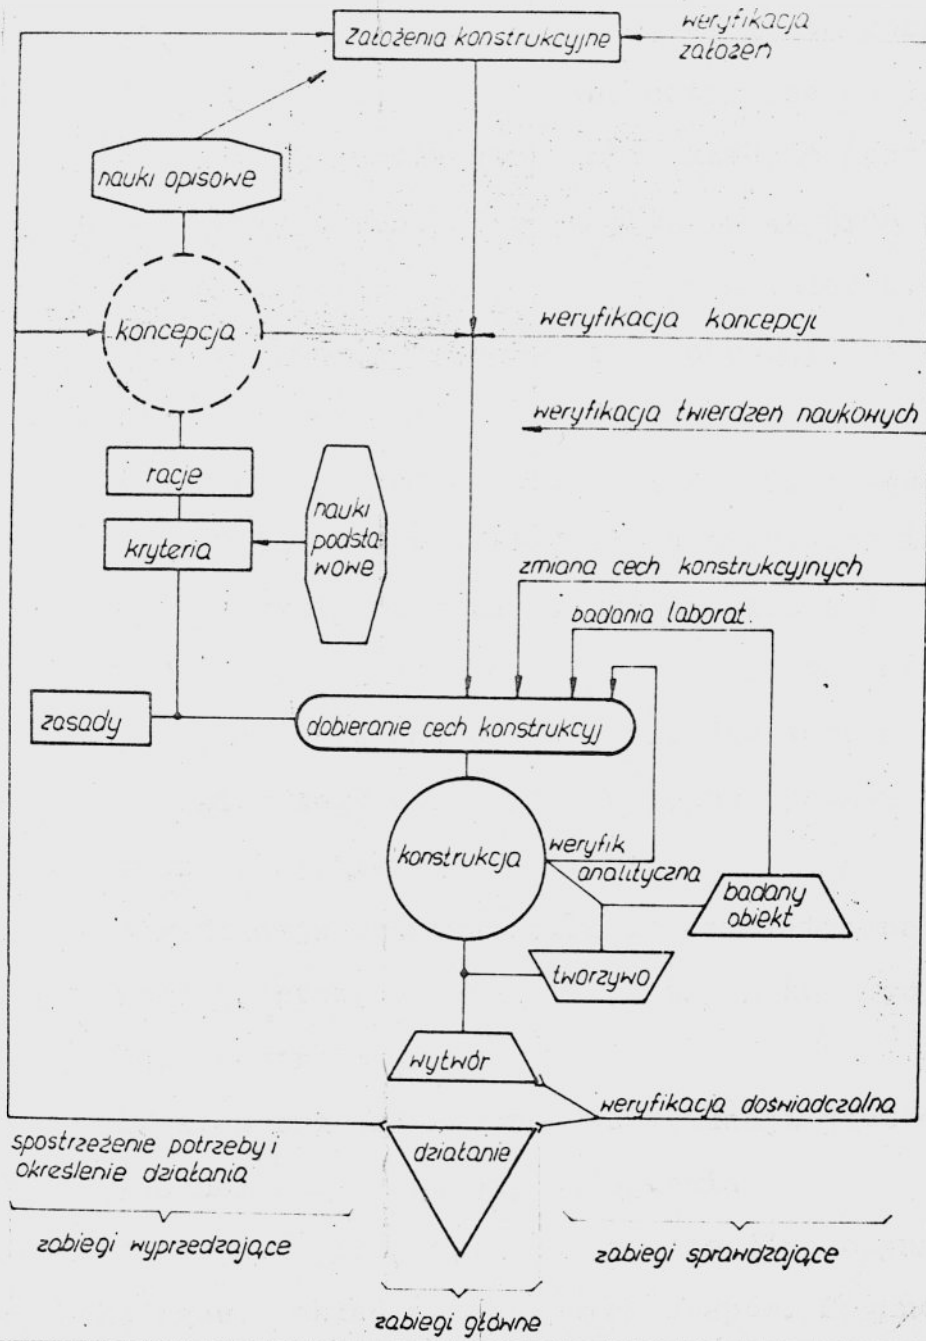 Założenia konstrukcyjne
weryfikacja
założeń
nauki opisowe
koncepcja
weryfikacja koncepcji
weryfikacja twierdzeń naukowych
racje
nauki
podsta-
wowe
kryteria
zmiana cech konstrukcyjnych
badania laborat.
zasady
dobieranie cech konstrukcyj
konstrukcja
weryfik
analityczna
badany
obiekt
tworzywo
wytwór
weryfikacja doświadczalna
spostrzeżenie potrzeby i
określenie działania
działanie
zabiegi wyprzedzające
zabiegi sprawdzające
zabiegi główne